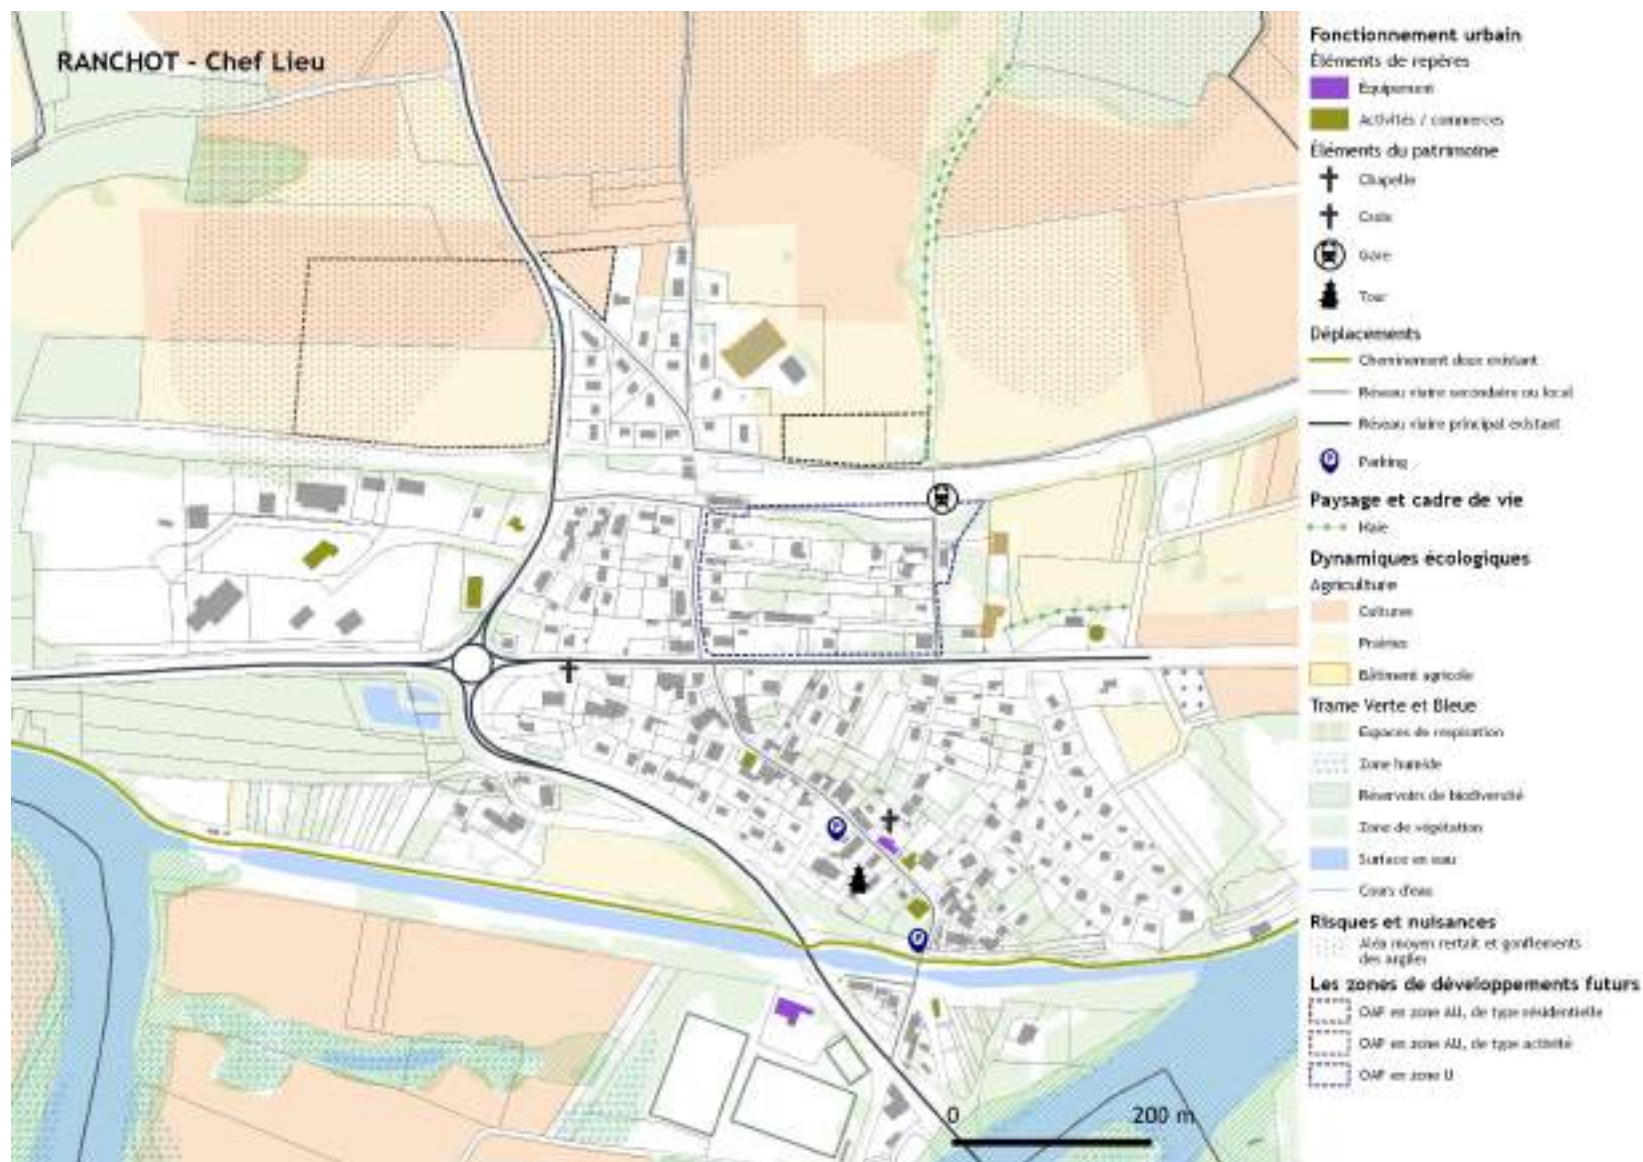 RANCHOT - Chef Lieu
Fonctionnement urbain
Éléments de repères
Équipement
Activités / commerces
Éléments du patrimoine
Chapelle
Croix
Gare
Tour
Déplacements
Cheminement doux existant
Réseau viaire secondaire ou local
Réseau viaire principal existant
Parking
Paysage et cadre de vie
Haie
Dynamiques écologiques
Agriculture
Cultures
Prairies
Bâtiment agricole
Trame Verte et Bleue
Espaces de respiration
Zone humide
Réservoirs de biodiversité
Zone de végétation
Surface en eau
Cours d'eau
Risques et nuisances
Aléa moyen retrait et gonflements
des argiles
Les zones de développements futurs
OAP en zone AU, de type résidentielle
OAP en zone AU, de type activité
OAP en zone U
0 200 m